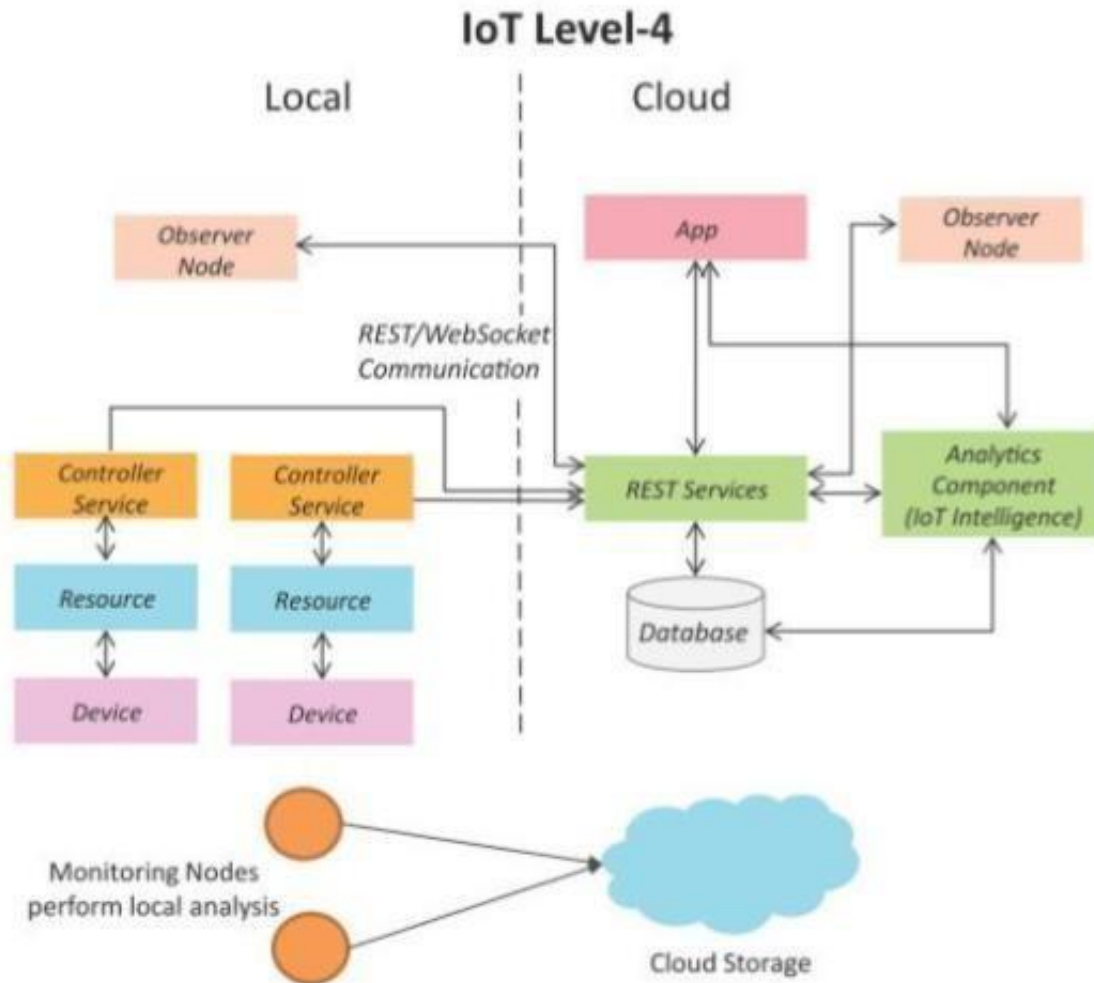 IoT Level-4
Local
Cloud
Observer
Node
App
Observer
Node
REST/WebSocket
Communication
Controller
Service
Controller
Service
REST Services
Analytics
Component
(IoT Intelligence)
Resource
Resource
Database
Device
Device
Monitoring Nodes
perform local analysis
Cloud Storage